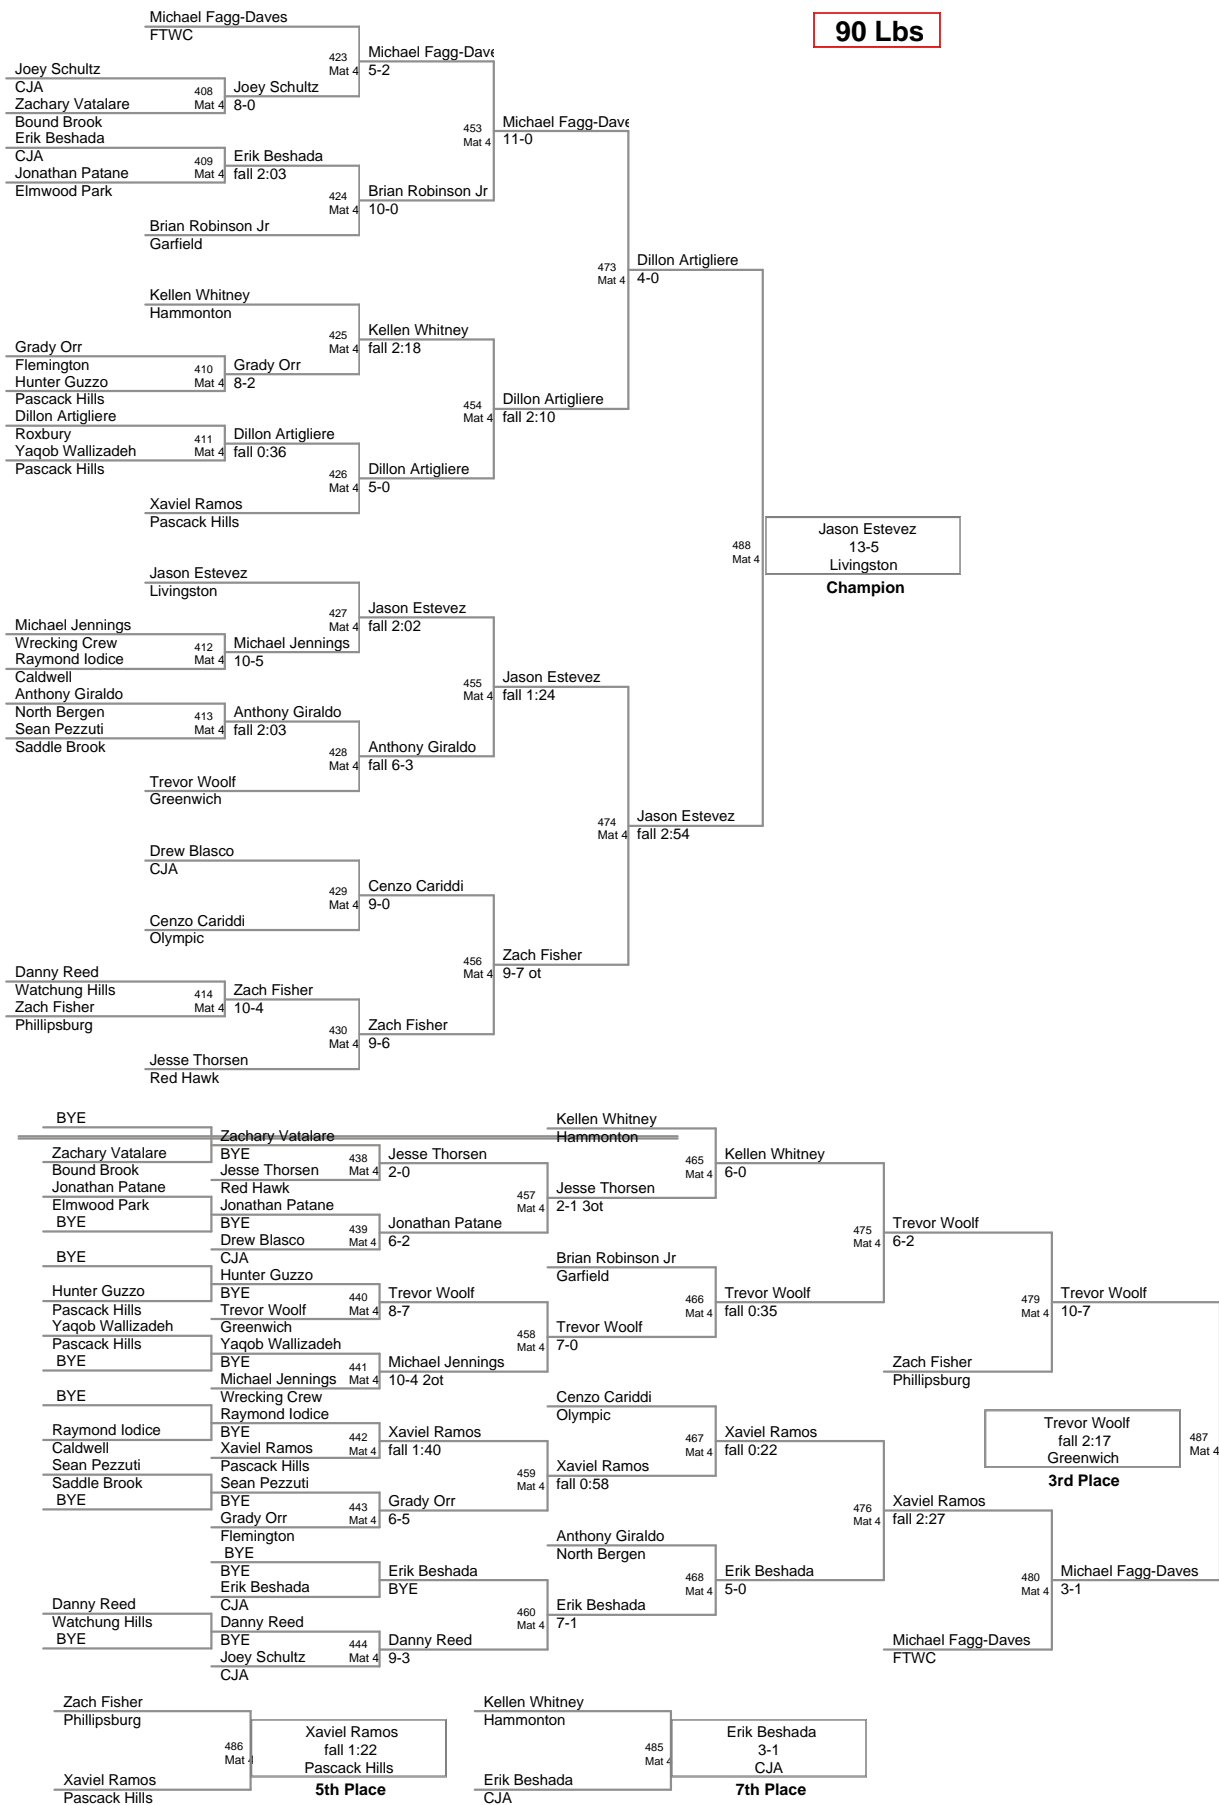 90 Lbs
Michael Fagg-Daves
FTWC
423
Mat 4
Michael Fagg-Dave
5-2
Joey Schultz
CJA
408
Mat 4
Joey Schultz
8-0
Zachary Vatalare
Bound Brook
453
Mat 4
Michael Fagg-Dave
11-0
Erik Beshada
CJA
409
Mat 4
Erik Beshada
fall 2:03
Jonathan Patane
Elmwood Park
424
Mat 4
Brian Robinson Jr
10-0
Brian Robinson Jr
Garfield
473
Mat 4
Dillon Artigliere
4-0
Kellen Whitney
Hammonton
425
Mat 4
Kellen Whitney
fall 2:18
Grady Orr
Flemington
410
Mat 4
Grady Orr
8-2
Hunter Guzzo
Pascack Hills
454
Mat 4
Dillon Artigliere
fall 2:10
Dillon Artigliere
Roxbury
411
Mat 4
Dillon Artigliere
fall 0:36
Yaqob Wallizadeh
Pascack Hills
426
Mat 4
Dillon Artigliere
5-0
Xaviel Ramos
Pascack Hills
488
Mat 4
Jason Estevez
13-5
Livingston
Champion
Jason Estevez
Livingston
427
Mat 4
Jason Estevez
fall 2:02
Michael Jennings
Wrecking Crew
412
Mat 4
Michael Jennings
10-5
Raymond Iodice
Caldwell
455
Mat 4
Jason Estevez
fall 1:24
Anthony Giraldo
North Bergen
413
Mat 4
Anthony Giraldo
fall 2:03
Sean Pezzuti
Saddle Brook
428
Mat 4
Anthony Giraldo
fall 6-3
Trevor Woolf
Greenwich
474
Mat 4
Jason Estevez
fall 2:54
Drew Blasco
CJA
429
Mat 4
Cenzo Cariddi
9-0
Cenzo Cariddi
Olympic
456
Mat 4
Zach Fisher
9-7 ot
Danny Reed
Watchung Hills
414
Mat 4
Zach Fisher
10-4
Zach Fisher
Phillipsburg
430
Mat 4
Zach Fisher
9-6
Jesse Thorsen
Red Hawk
BYE
Zachary Vatalare
Bound Brook
Zachary Vatalare
BYE
Jesse Thorsen
Red Hawk
438
Mat 4
Jesse Thorsen
2-0
Jonathan Patane
Elmwood Park
BYE
Jonathan Patane
BYE
Drew Blasco
CJA
439
Mat 4
Jonathan Patane
6-2
457
Mat 4
Jesse Thorsen
2-1 3ot
Kellen Whitney
Hammonton
465
Mat 4
Kellen Whitney
6-0
BYE
Hunter Guzzo
Pascack Hills
Hunter Guzzo
BYE
Trevor Woolf
Greenwich
440
Mat 4
Trevor Woolf
8-7
Yaqob Wallizadeh
Pascack Hills
BYE
Yaqob Wallizadeh
BYE
Michael Jennings
Wrecking Crew
441
Mat 4
Michael Jennings
10-4 2ot
458
Mat 4
Trevor Woolf
7-0
Brian Robinson Jr
Garfield
466
Mat 4
Trevor Woolf
fall 0:35
475
Mat 4
Trevor Woolf
6-2
Zach Fisher
Phillipsburg
479
Mat 4
Trevor Woolf
10-7
BYE
Raymond Iodice
Caldwell
Raymond Iodice
BYE
Xaviel Ramos
Pascack Hills
442
Mat 4
Xaviel Ramos
fall 1:40
Sean Pezzuti
Saddle Brook
BYE
Sean Pezzuti
BYE
Grady Orr
Flemington
443
Mat 4
Grady Orr
6-5
459
Mat 4
Xaviel Ramos
fall 0:58
Cenzo Cariddi
Olympic
467
Mat 4
Xaviel Ramos
fall 0:22
Trevor Woolf
fall 2:17
Greenwich
3rd Place
487
Mat 4
BYE
BYE
Erik Beshada
CJA
Erik Beshada
BYE
Danny Reed
Watchung Hills
BYE
Danny Reed
BYE
Joey Schultz
CJA
444
Mat 4
Danny Reed
9-3
460
Mat 4
Erik Beshada
7-1
Anthony Giraldo
North Bergen
468
Mat 4
Erik Beshada
5-0
476
Mat 4
Xaviel Ramos
fall 2:27
Michael Fagg-Daves
FTWC
480
Mat 4
Michael Fagg-Daves
3-1
Zach Fisher
Phillipsburg
486
Mat 4
Xaviel Ramos
fall 1:22
Pascack Hills
5th Place
Xaviel Ramos
Pascack Hills
Kellen Whitney
Hammonton
485
Mat 4
Erik Beshada
3-1
CJA
7th Place
Erik Beshada
CJA